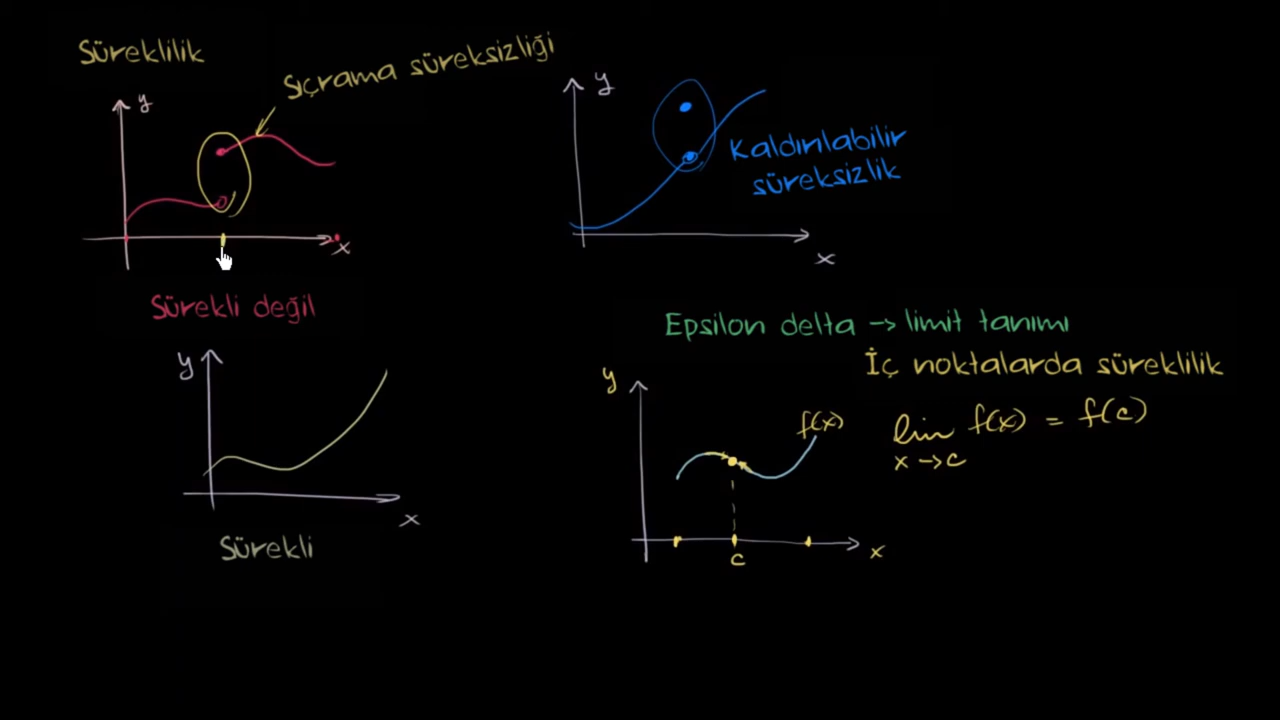 Süreklilik
Sıçrama süreksizliği
y
x
Sürekli değil
y
Kaldırılabilir
süreksizlik
x
y
x
Sürekli
Epsilon delta → limit tanımı
İç noktalarda süreklilik
y
f(x)
lim f(x) = f(c)
x → c
c
x